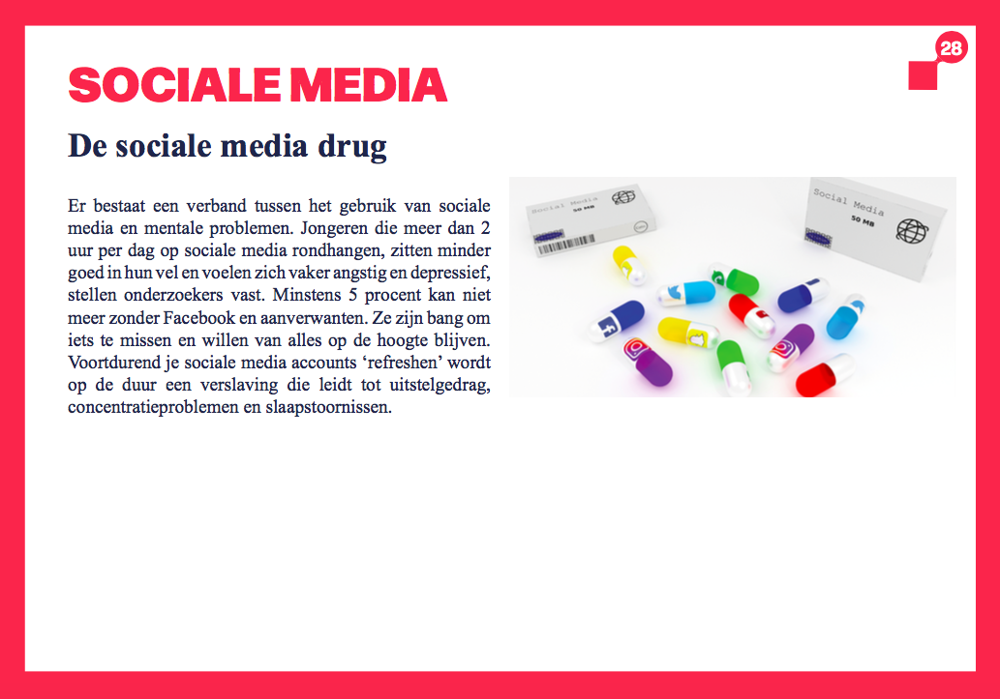 28
SOCIALE MEDIA
De sociale media drug
Er bestaat een verband tussen het gebruik van sociale
media en mentale problemen. Jongeren die meer dan 2
uur per dag op sociale media rondhangen, zitten minder
goed in hun vel en voelen zich vaker angstig en depressief,
stellen onderzoekers vast. Minstens 5 procent kan niet
meer zonder Facebook en aanverwanten. Ze zijn bang om
iets te missen en willen van alles op de hoogte blijven.
Voortdurend je sociale media accounts ‘refreshen’ wordt
op de duur een verslaving die leidt tot uitstelgedrag,
concentratieproblemen en slaapstoornissen.
Social Media
50 MB
Social Media
50 MB